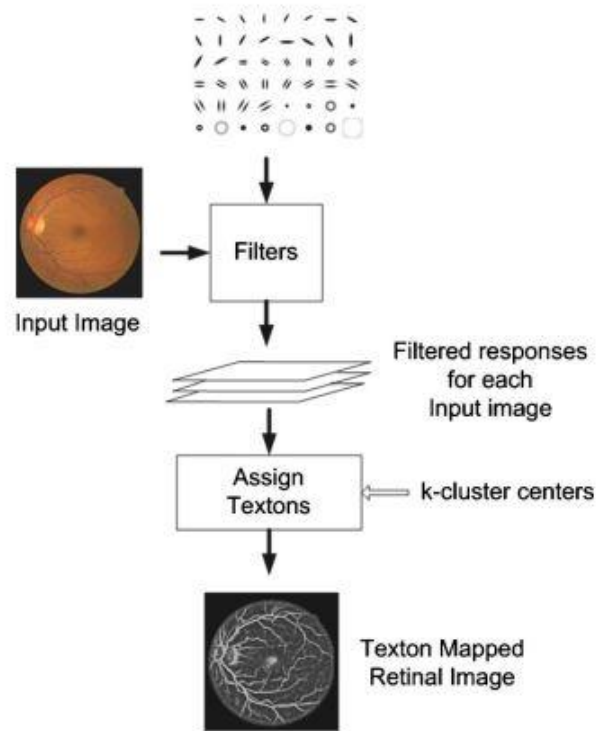 Filters
Input Image
Filtered responses
for each
Input image
Assign
Textons
k-cluster centers
Texton Mapped
Retinal Image